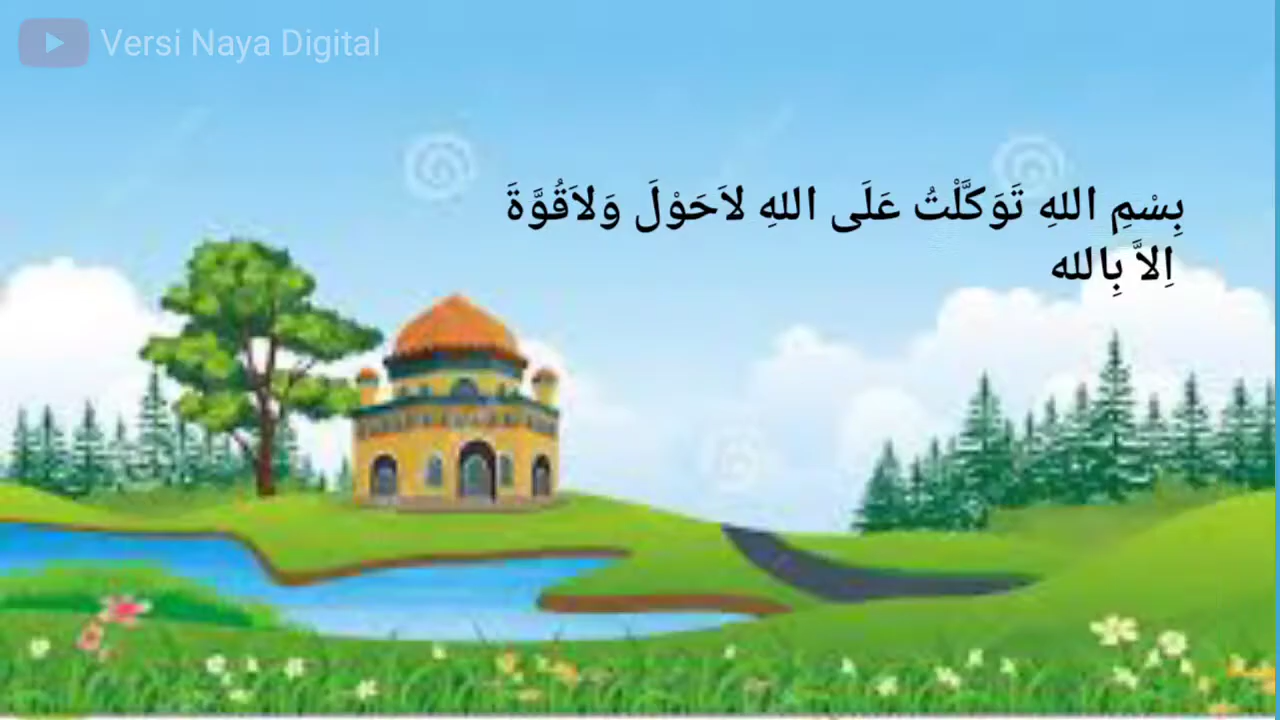 Versi Naya Digital
بِسْمِ اللهِ تَوَكَّلْتُ عَلَى اللهِ لاَحَوْلَ وَلاَقُوَّةَ
اِلاَّ بِالله